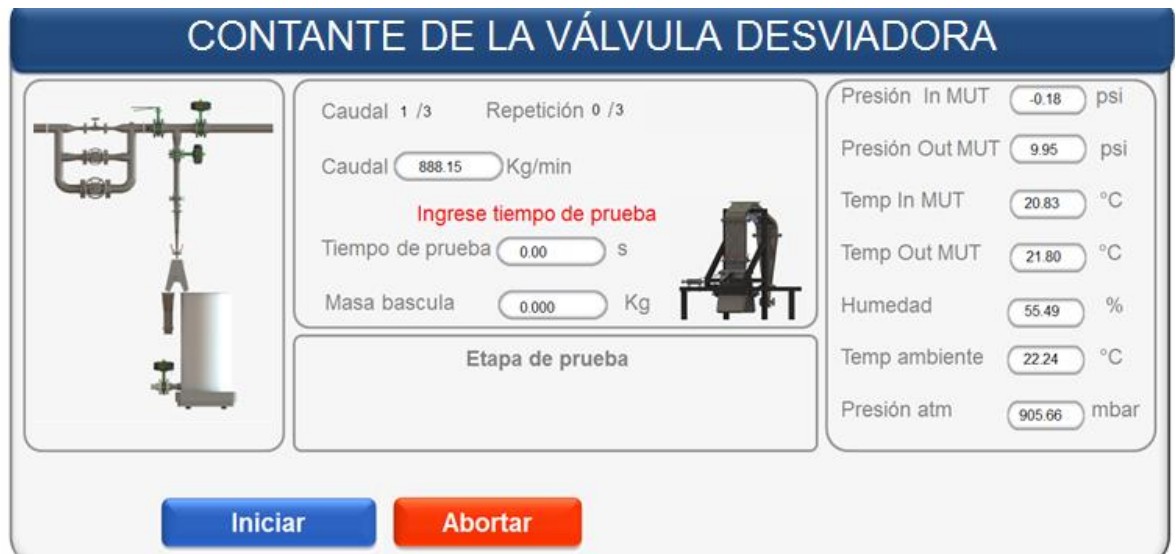 CONTANTE DE LA VÁLVULA DESVIADORA
Caudal 1 /3 Repetición 0 /3
Caudal 888.15 Kg/min
Ingrese tiempo de prueba
Tiempo de prueba 0.00 s
Masa bascula 0.000 Kg
Etapa de prueba
Presión In MUT -0.18 psi
Presión Out MUT 9.95 psi
Temp In MUT 20.83 °C
Temp Out MUT 21.80 °C
Humedad 55.49 %
Temp ambiente 22.24 °C
Presión atm 905.66 mbar
Iniciar Abortar